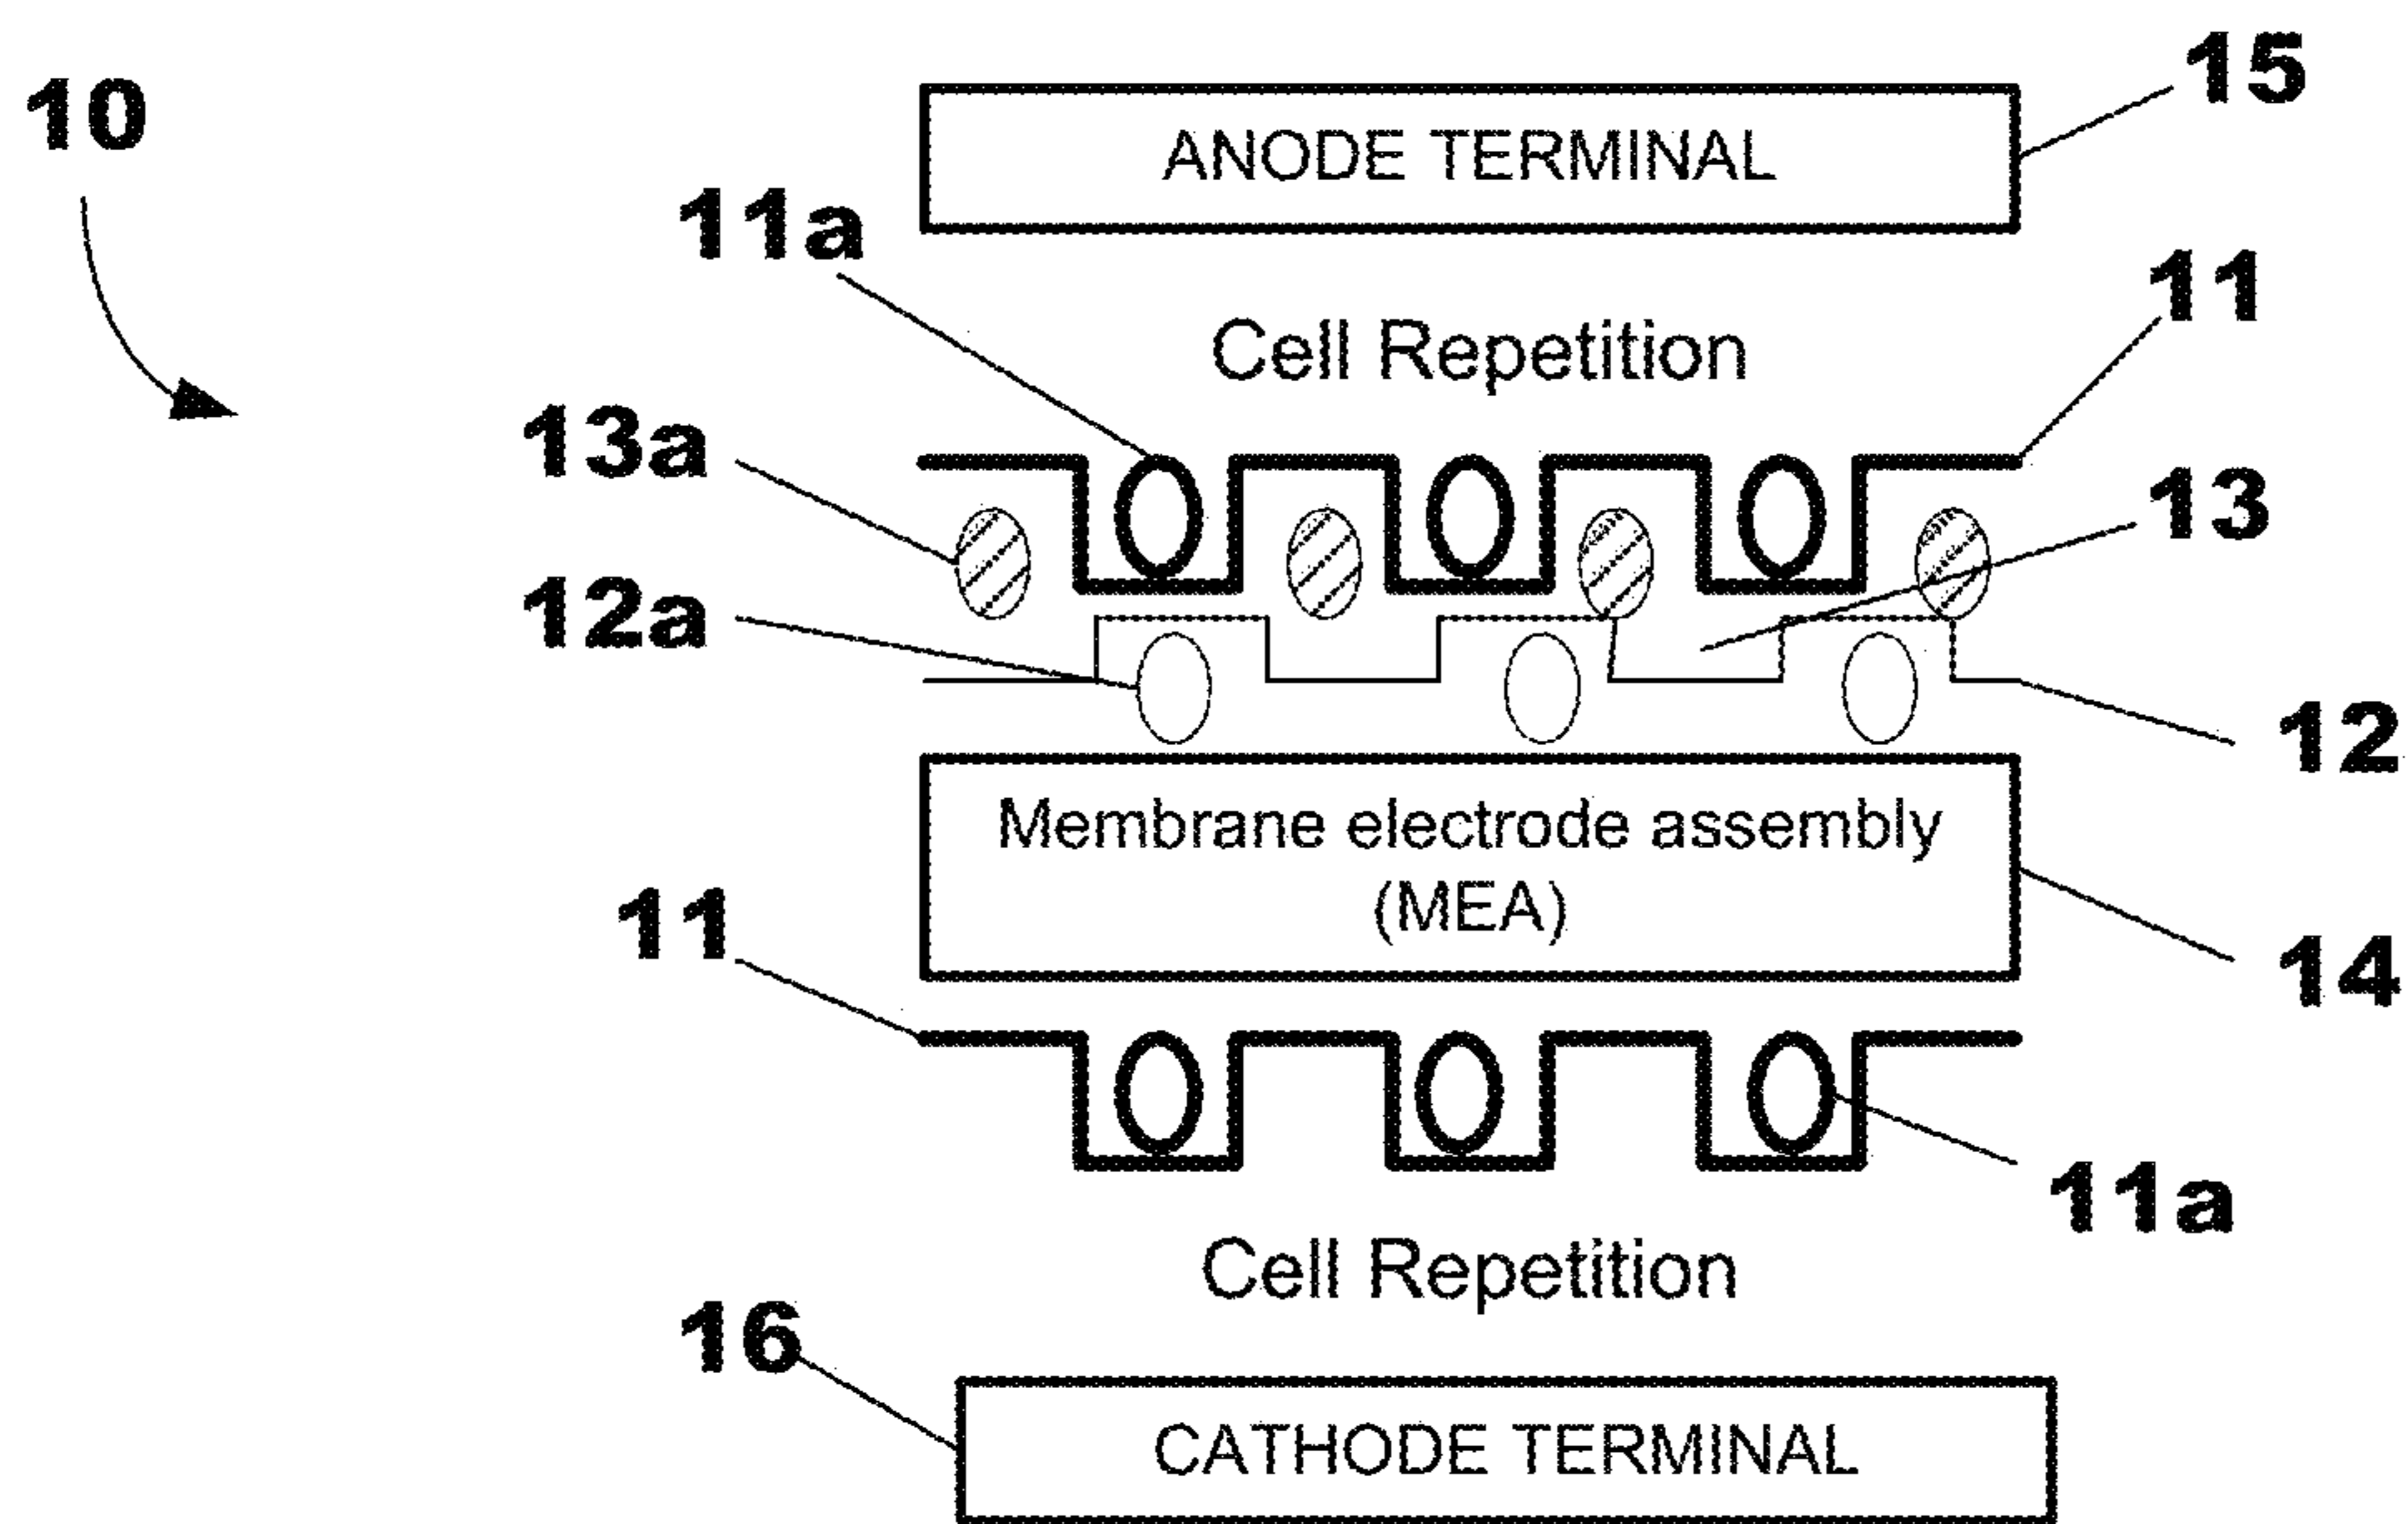 15
10
ANODE TERMINAL
11a
11
Cell Repetition
13a
13
12a
12
Membrane electrode assembly
(MEA)
11
14
11a
Cell Repetition
16
CATHODE TERMINAL